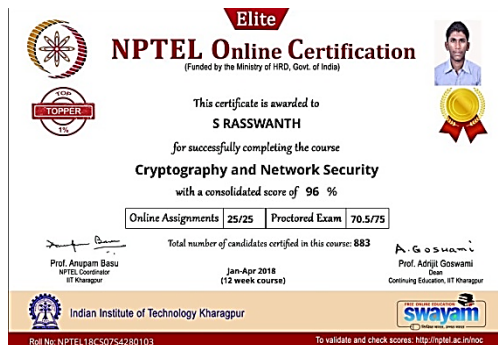 Elite
NPTEL Online Certification
(Funded by the Ministry of HRD, Govt. of India)
TOP
TOPPER
1%
This certificate is awarded to
S RASSWANTH
for successfully completing the course
Cryptography and Network Security
with a consolidated score of 96 %
Online Assignments 25/25 Proctored Exam 70.5/75
Total number of candidates certified in this course: 883
Prof. Anupam Basu
NPTEL Coordinator
IIT Kharagpur
Jan-Apr 2018
(12 week course)
A. Goswami
Prof. Adrijit Goswami
Dean
Continuing Education, IIT Kharagpur
Indian Institute of Technology Kharagpur
FREE ONLINE EDUCATION
swayam
Roll No: NPTEL18CS07S4280103
To validate and check scores: http://nptel.ac.in/noc